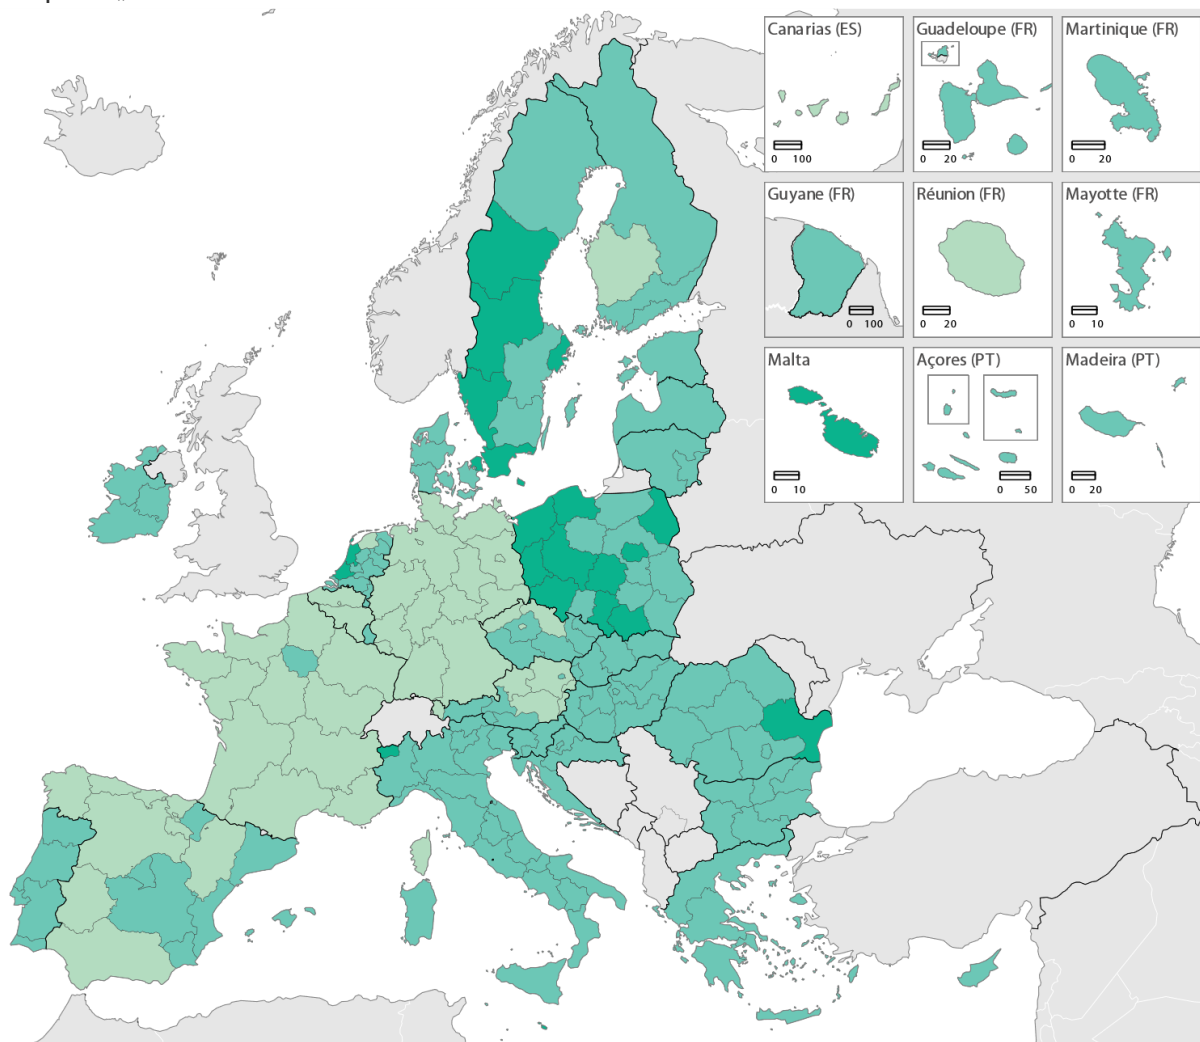 Canarias (ES)
0 100
Guadeloupe (FR)
0 20
Martinique (FR)
0 20
Guyane (FR)
0 100
Réunion (FR)
0 20
Mayotte (FR)
0 10
Malta
0 10
Açores (PT)
0 50
Madeira (PT)
0 20